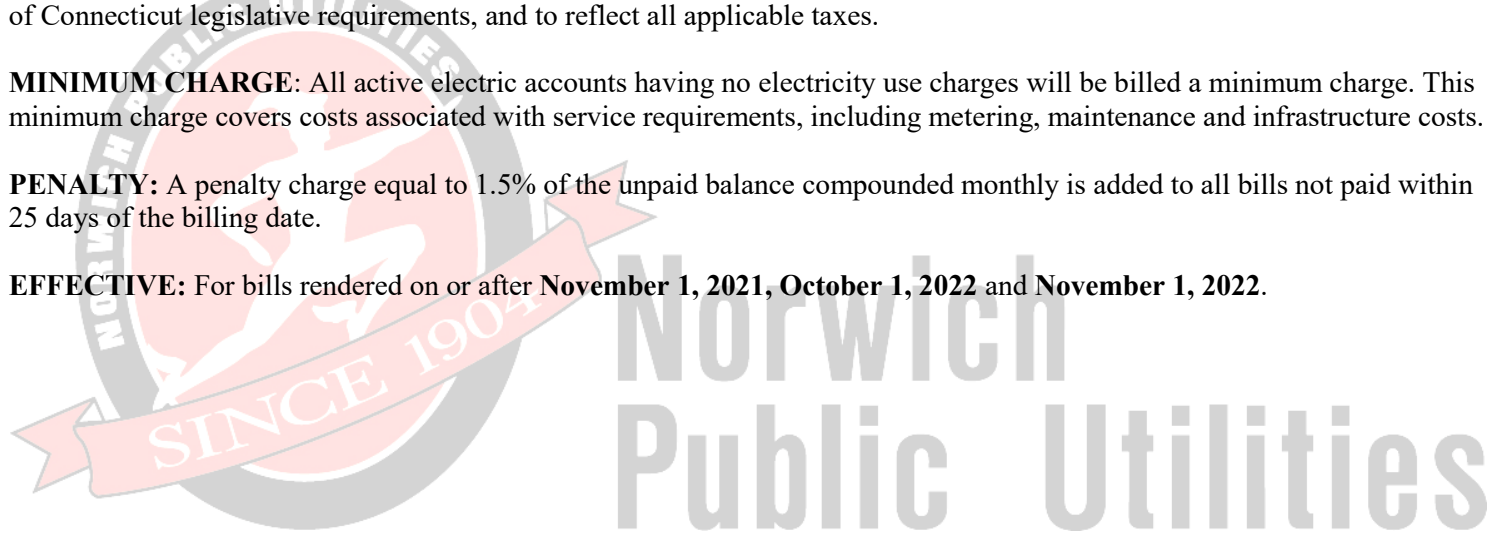 of Connecticut legislative requirements, and to reflect all applicable taxes.
MINIMUM CHARGE: All active electric accounts having no electricity use charges will be billed a minimum charge. This
minimum charge covers costs associated with service requirements, including metering, maintenance and infrastructure costs.
PENALTY: A penalty charge equal to 1.5% of the unpaid balance compounded monthly is added to all bills not paid within
25 days of the billing date.
EFFECTIVE: For bills rendered on or after November 1, 2021, October 1, 2022 and November 1, 2022.
NORWICH PUBLIC UTILITIES
SINCE 1904
Norwich
Public Utilities